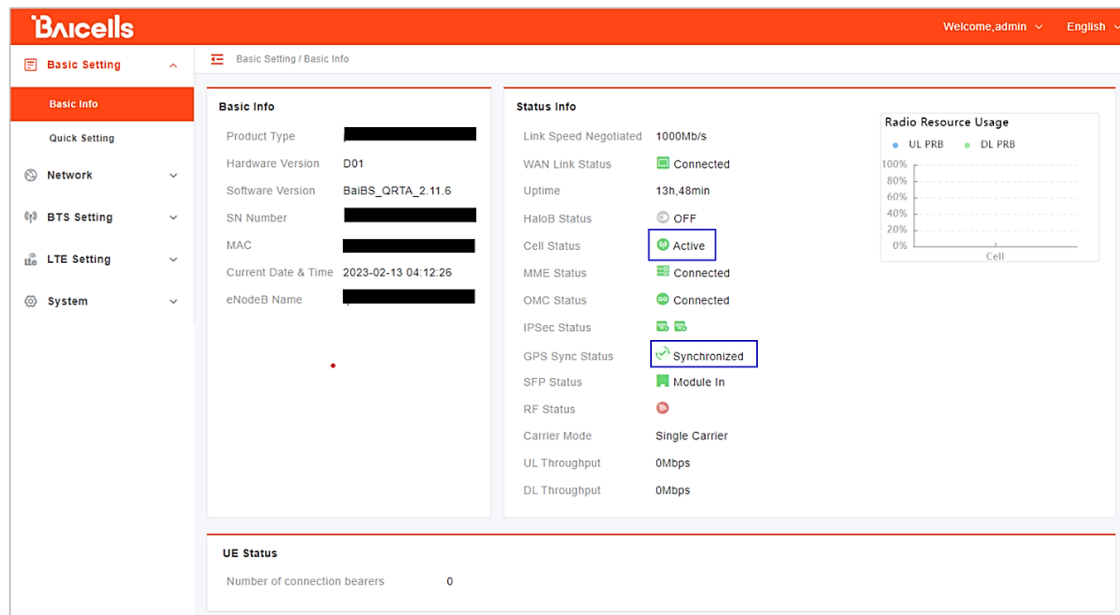 BAicells
Welcome,admin English
Basic Setting
Basic Info
Quick Setting
Network
BTS Setting
LTE Setting
System
Basic Setting / Basic Info
Basic Info
Product Type
Hardware Version D01
Software Version BaiBS_QRTA_2.11.6
SN Number
MAC
Current Date & Time 2023-02-13 04:12:26
eNodeB Name
Status Info
Link Speed Negotiated 1000Mb/s
WAN Link Status Connected
Uptime 13h,48min
HaloB Status OFF
Cell Status Active
MME Status Connected
OMC Status Connected
IPSec Status
GPS Sync Status Synchronized
SFP Status Module In
RF Status
Carrier Mode Single Carrier
UL Throughput 0Mbps
DL Throughput 0Mbps
Radio Resource Usage
UL PRB DL PRB
100%
80%
60%
40%
20%
0%
Cell
UE Status
Number of connection bearers 0